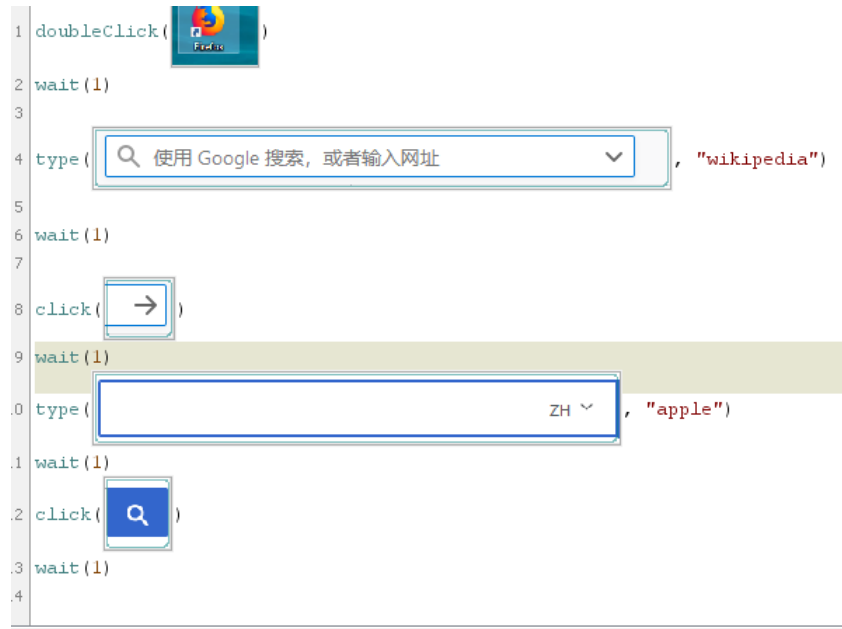 1 doubleClick( Firefox )
2 wait(1)
3
4 type( 使用 Google 搜索，或者输入网址 , "wikipedia")
5
6 wait(1)
7
8 click( )
9 wait(1)
.0 type( ZH , "apple")
.1 wait(1)
.2 click( )
.3 wait(1)
.4